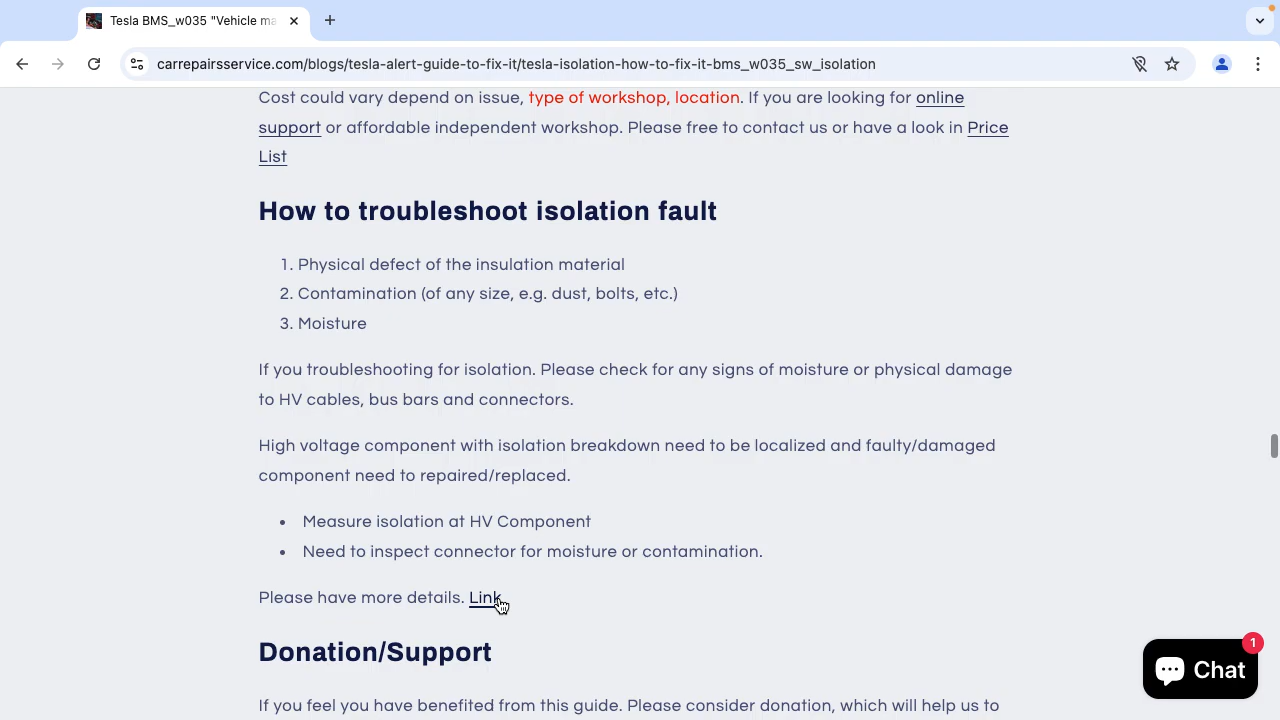 Tesla BMS_w035 "Vehicle ma
carrepairsservice.com/blogs/tesla-alert-guide-to-fix-it/tesla-isolation-how-to-fix-it-bms_w035_sw_isolation
Cost could vary depend on issue, type of workshop, location. If you are looking for online
support or affordable independent workshop. Please free to contact us or have a look in Price
List
How to troubleshoot isolation fault
1. Physical defect of the insulation material
2. Contamination (of any size, e.g. dust, bolts, etc.)
3. Moisture
If you troubleshooting for isolation. Please check for any signs of moisture or physical damage
to HV cables, bus bars and connectors.
High voltage component with isolation breakdown need to be localized and faulty/damaged
component need to repaired/replaced.
• Measure isolation at HV Component
• Need to inspect connector for moisture or contamination.
Please have more details. Link
Donation/Support
1
Chat
If you feel you have benefited from this guide. Please consider donation, which will help us to